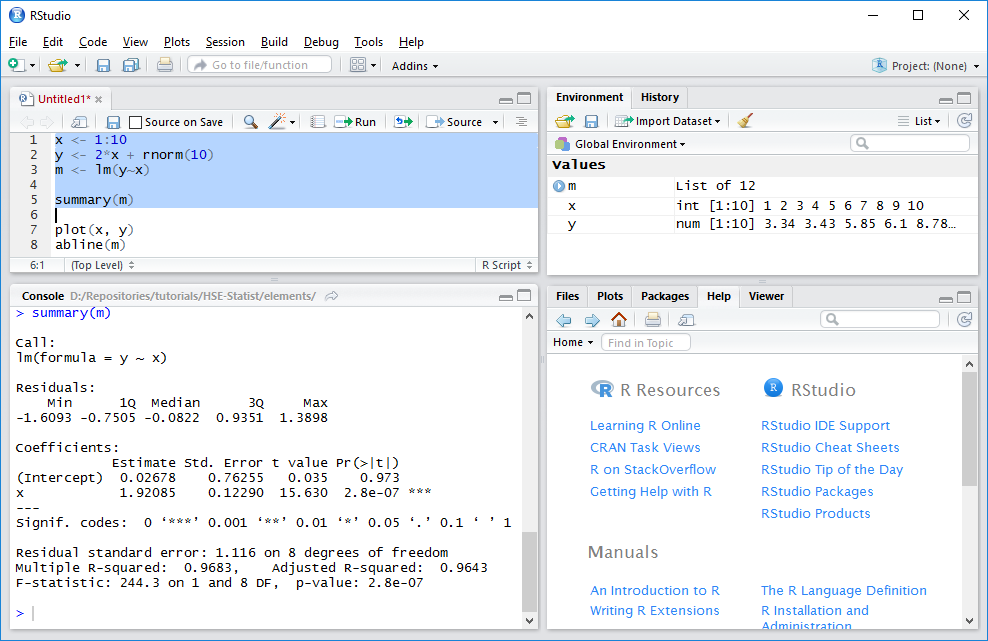 RStudio
File Edit Code View Plots Session Build Debug Tools Help
Go to file/function Addins Project: (None)
Untitled1*
Source on Save Run Source
1 x <- 1:10
2 y <- 2*x + rnorm(10)
3 m <- lm(y~x)
4
5 summary(m)
6
7 plot(x, y)
8 abline(m)
6:1 (Top Level) R Script
Console D:/Repositories/tutorials/HSE-Statist/elements/
> summary(m)
Call:
lm(formula = y ~ x)
Residuals:
Min 1Q Median 3Q Max
-1.6093 -0.7505 -0.0822 0.9351 1.3898
Coefficients:
Estimate Std. Error t value Pr(>|t|)
(Intercept) 0.02678 0.76255 0.035 0.973
x 1.92085 0.12290 15.630 2.8e-07 ***
---
Signif. codes: 0 ‘***’ 0.001 ‘**’ 0.01 ‘*’ 0.05 ‘.’ 0.1 ‘ ’ 1
Residual standard error: 1.116 on 8 degrees of freedom
Multiple R-squared: 0.9683, Adjusted R-squared: 0.9643
F-statistic: 244.3 on 1 and 8 DF, p-value: 2.8e-07
>
Environment History
Import Dataset List
Global Environment
Values
m List of 12
x int [1:10] 1 2 3 4 5 6 7 8 9 10
y num [1:10] 3.34 3.43 5.85 6.1 8.78…
Files Plots Packages Help Viewer
Home Find in Topic
R Resources
Learning R Online
CRAN Task Views
R on StackOverflow
Getting Help with R
RStudio
RStudio IDE Support
RStudio Cheat Sheets
RStudio Tip of the Day
RStudio Packages
RStudio Products
Manuals
An Introduction to R
Writing R Extensions
The R Language Definition
R Installation and
Administration